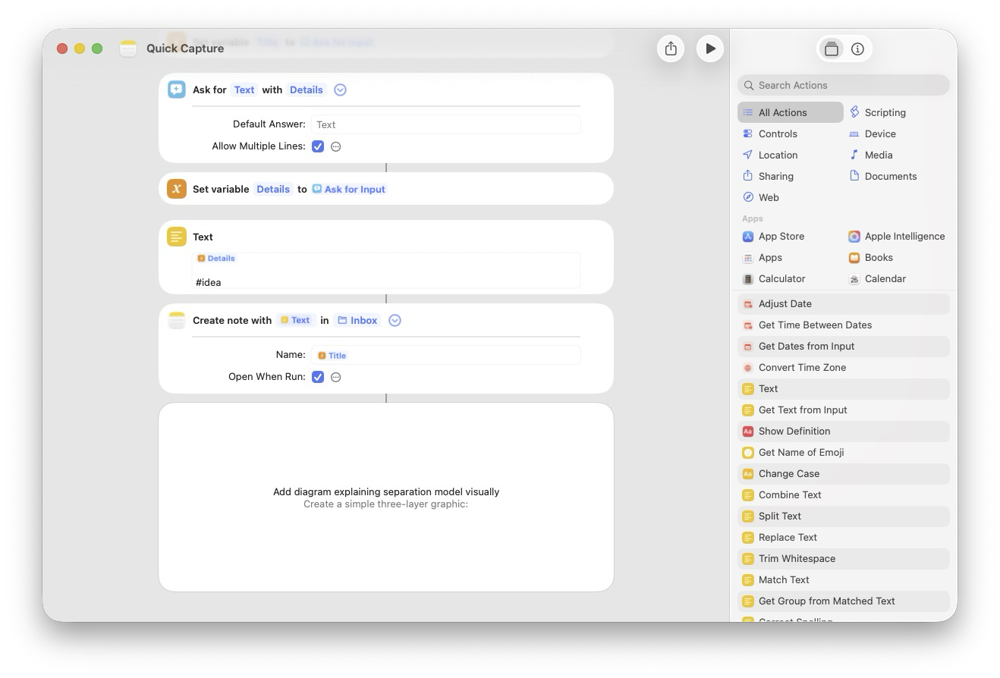 Set variable Title to Ask for Input
Quick Capture
Ask for Text with Details
Default Answer: Text
Allow Multiple Lines:
Set variable Details to Ask for Input
Text
Details
#idea
Create note with Text in Inbox
Name: Title
Open When Run:
Add diagram explaining separation model visually
Create a simple three-layer graphic:
Search Actions
All Actions
Scripting
Controls
Device
Location
Media
Sharing
Documents
Web
Apps
App Store
Apple Intelligence
Apps
Books
Calculator
Calendar
Adjust Date
Get Time Between Dates
Get Dates from Input
Convert Time Zone
Text
Get Text from Input
Show Definition
Get Name of Emoji
Change Case
Combine Text
Split Text
Replace Text
Trim Whitespace
Match Text
Get Group from Matched Text
Correct Spelling